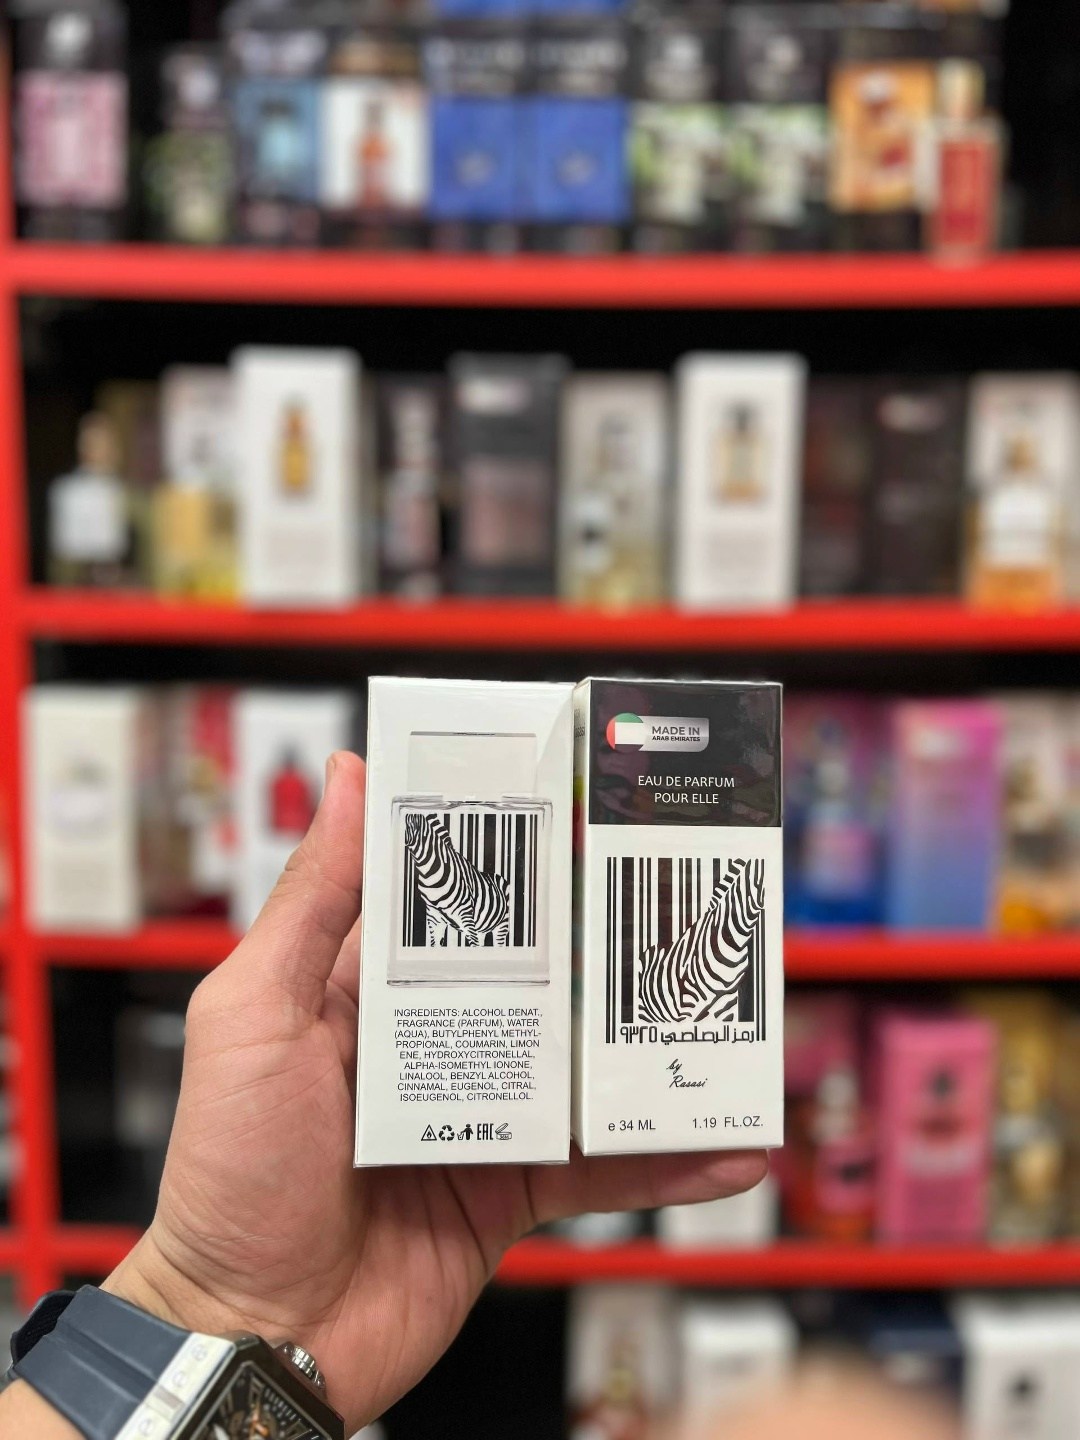 INGREDIENTS: ALCOHOL DENAT.,
FRAGRANCE (PARFUM), WATER
(AQUA), BUTYLPHENYL METHYL-
PROPIONAL, COUMARIN, LIMON
ENE, HYDROXYCITRONELLAL,
ALPHA-ISOMETHYL IONONE,
LINALOOL, BENZYL ALCOHOL,
CINNAMAL, EUGENOL, CITRAL,
ISOEUGENOL, CITRONELLOL.
EAC
MADE IN
ARAB EMIRATES
EAU DE PARFUM
POUR ELLE
رمز الرصاصي ٩٣٢٥
by
Rasasi
e 34 ML 1.19 FL.OZ.